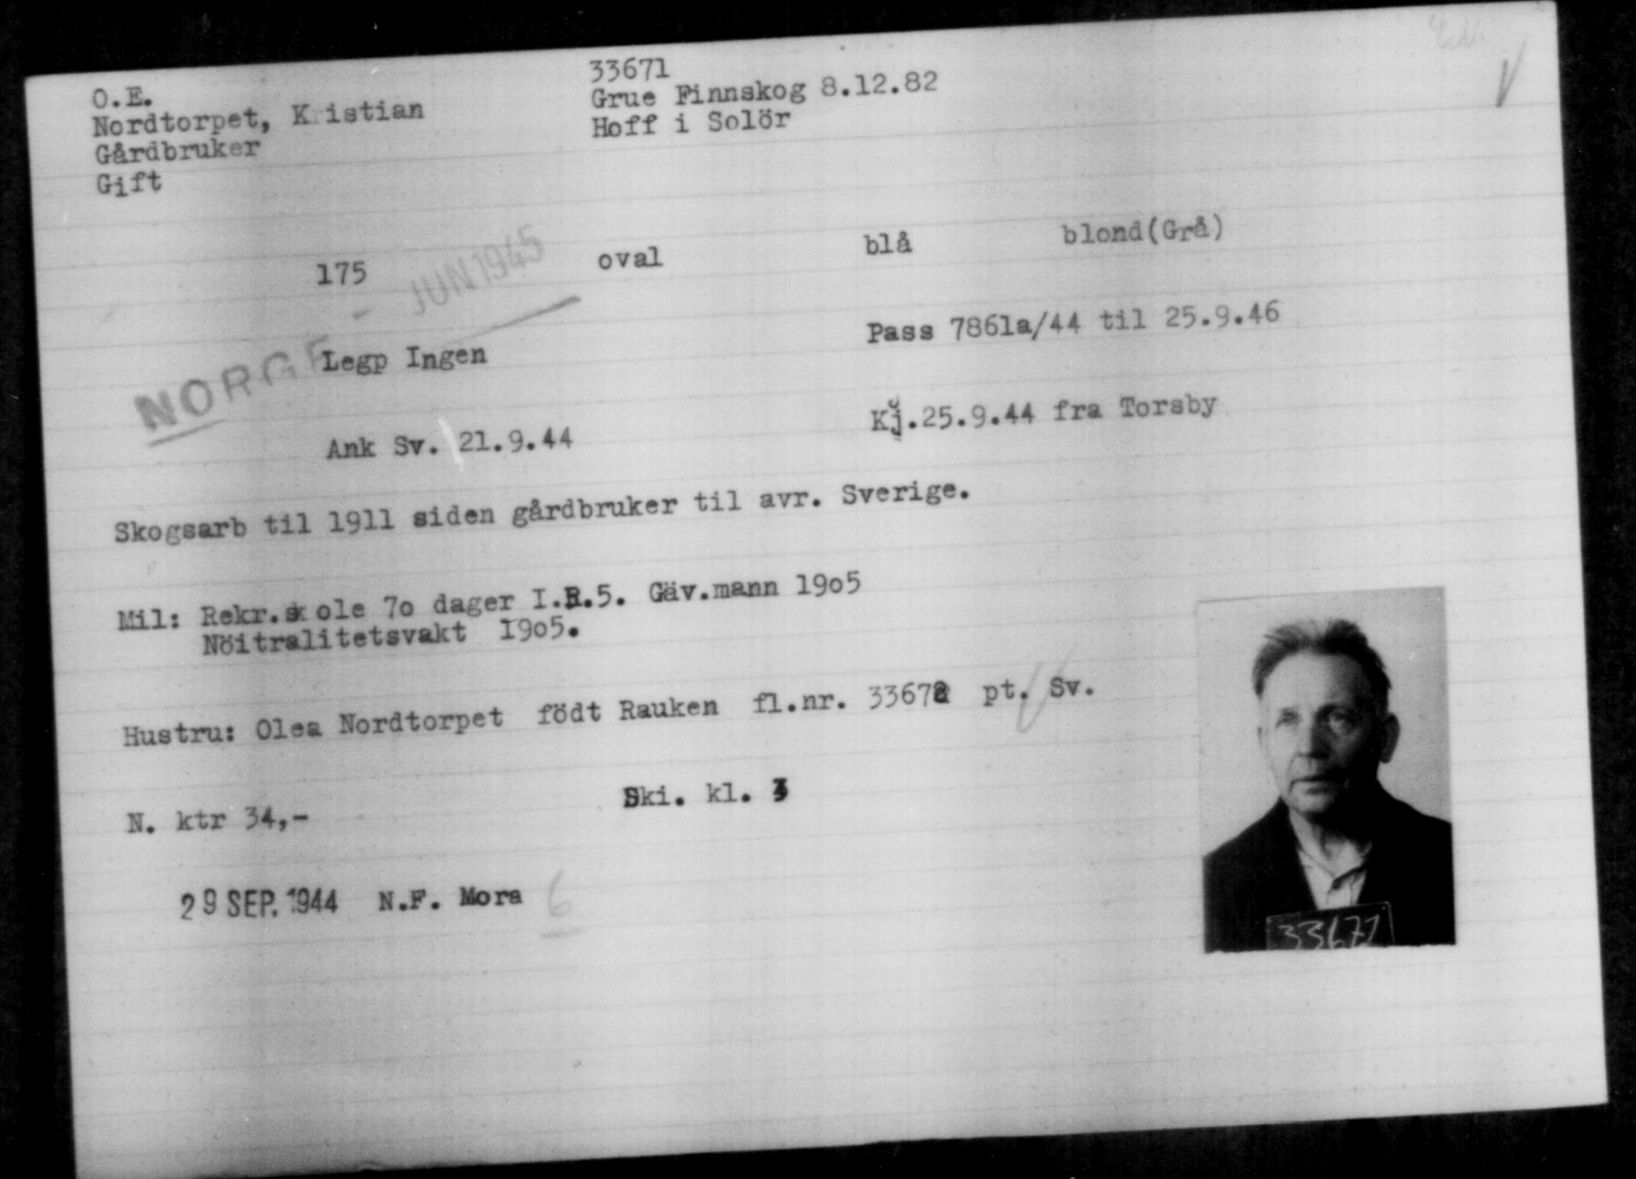 O.E. 33671
Nordtorpet, Kristian Grue Finnskog 8.12.82
Gårdbruker Hoff i Solör
Gift
175 oval blå blond(Grå)
JUN 1945
NORGE
Legp Ingen Pass 7861a/44 til 25.9.46
Ank Sv. 21.9.44 Kj.25.9.44 fra Torsby
Skogsarb til 1911 siden gårdbruker til avr. Sverige.
Mil: Rekr.skole 7o dager I.R.5. Gäv.mann 19o5
Nöitralitetsvakt 19o5.
Hustru: Olea Nordtorpet födt Rauken fl.nr. 33672 pt. Sv.
N. ktr 34,- Ski. kl. 3
29 SEP. 1944 N.F. Mora 6
33671